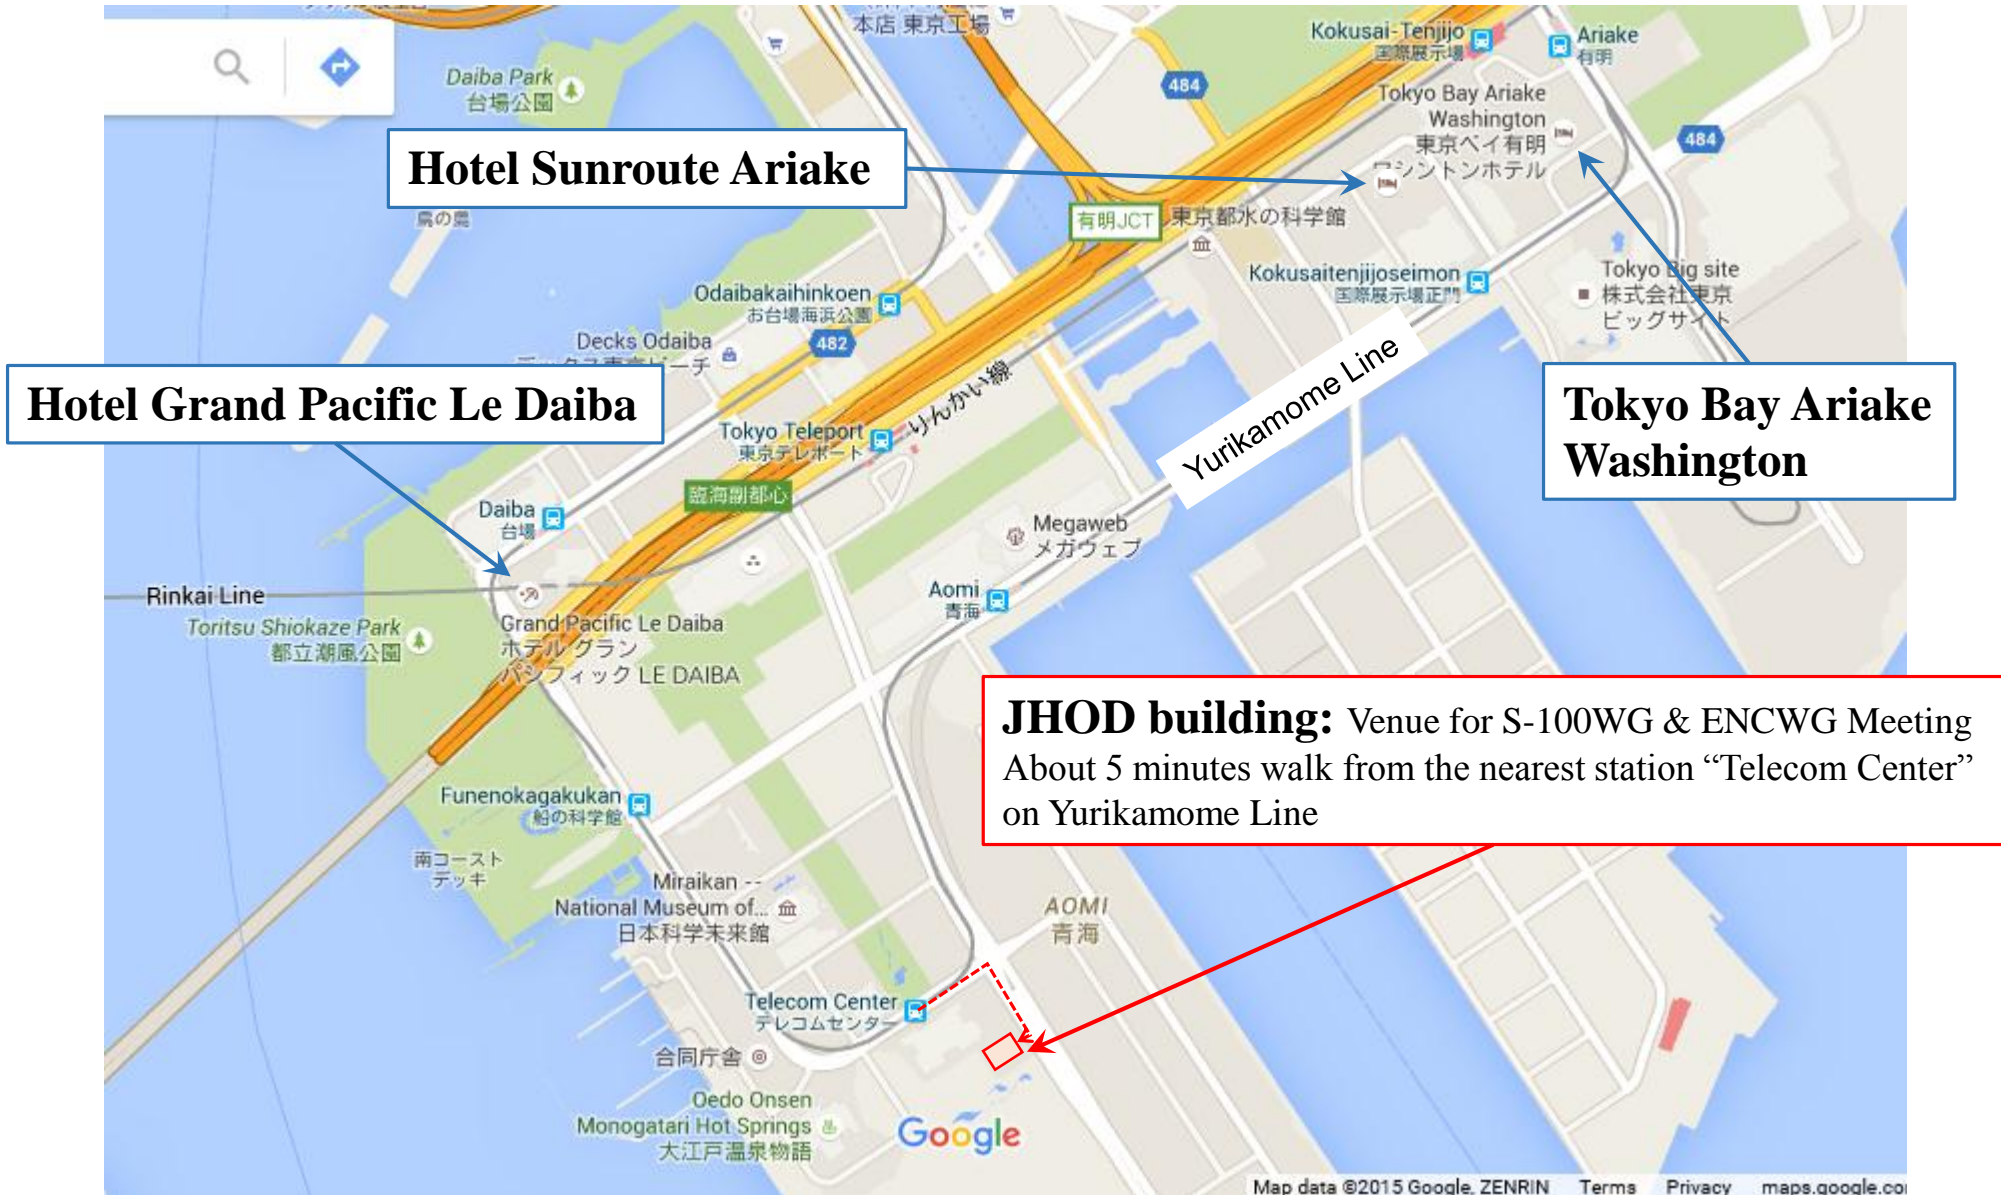 本店 東京工場
Kokusai-Tenjijo
国際展示場
Ariake
有明
Daiba Park
台場公園
484
Tokyo Bay Ariake
Washington
東京ベイ有明
ワシントンホテル
484
Hotel Sunroute Ariake
鳥の島
有明JCT
東京都水の科学館
Kokusaitenjijoseimon
国際展示場正門
Tokyo Big site
株式会社東京
ビッグサイト
Odaibakaihinkoen
お台場海浜公園
Decks Odaiba
482
Yurikamome Line
Hotel Grand Pacific Le Daiba
Tokyo Bay Ariake
Washington
りんかい線
Tokyo Teleport
東京テレポート
臨海副都心
Daiba
台場
Megaweb
メガウェブ
Rinkai Line
Aomi
青海
Toritsu Shiokaze Park
都立潮風公園
Grand Pacific Le Daiba
ホテル グラン
パシフィック LE DAIBA
JHOD building: Venue for S-100WG & ENCWG Meeting
About 5 minutes walk from the nearest station “Telecom Center”
on Yurikamome Line
Funenokagakukan
船の科学館
南コースト
デッキ
Miraikan --
National Museum of...
日本科学未来館
AOMI
青海
Telecom Center
テレコムセンター
合同庁舎
Oedo Onsen
Monogatari Hot Springs
大江戸温泉物語
Google
Map data ©2015 Google, ZENRIN Terms Privacy maps.google.co